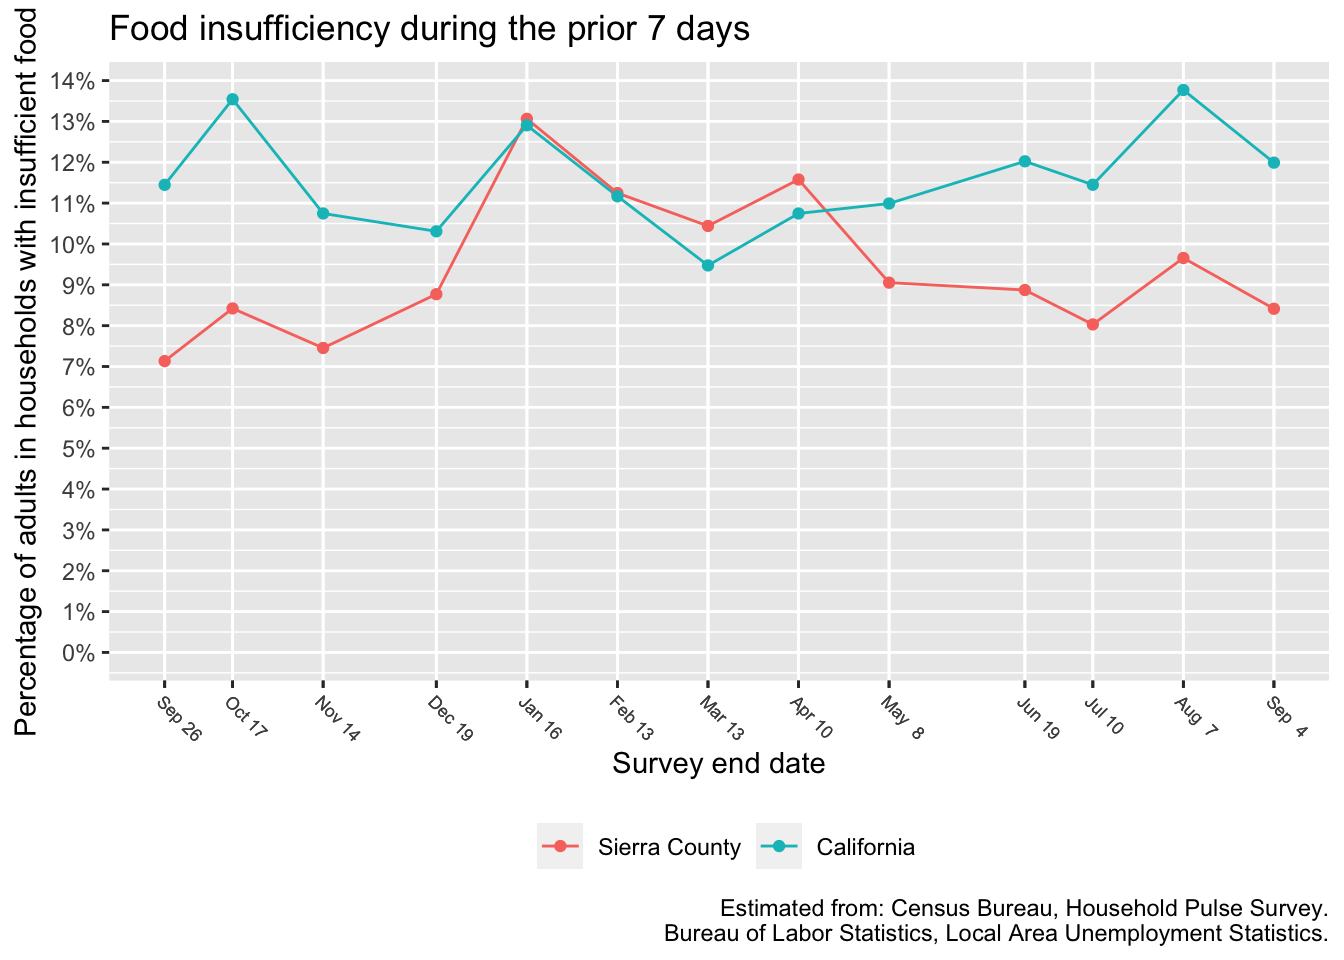 Food insufficiency during the prior 7 days
Percentage of adults in households with insufficient food
14%
13%
12%
11%
10%
9%
8%
7%
6%
5%
4%
3%
2%
1%
0%
Sep 26
Oct 17
Nov 14
Dec 19
Jan 16
Feb 13
Mar 13
Apr 10
May 8
Jun 19
Jul 10
Aug 7
Sep 4
Survey end date
Sierra County
California
Estimated from: Census Bureau, Household Pulse Survey.
Bureau of Labor Statistics, Local Area Unemployment Statistics.